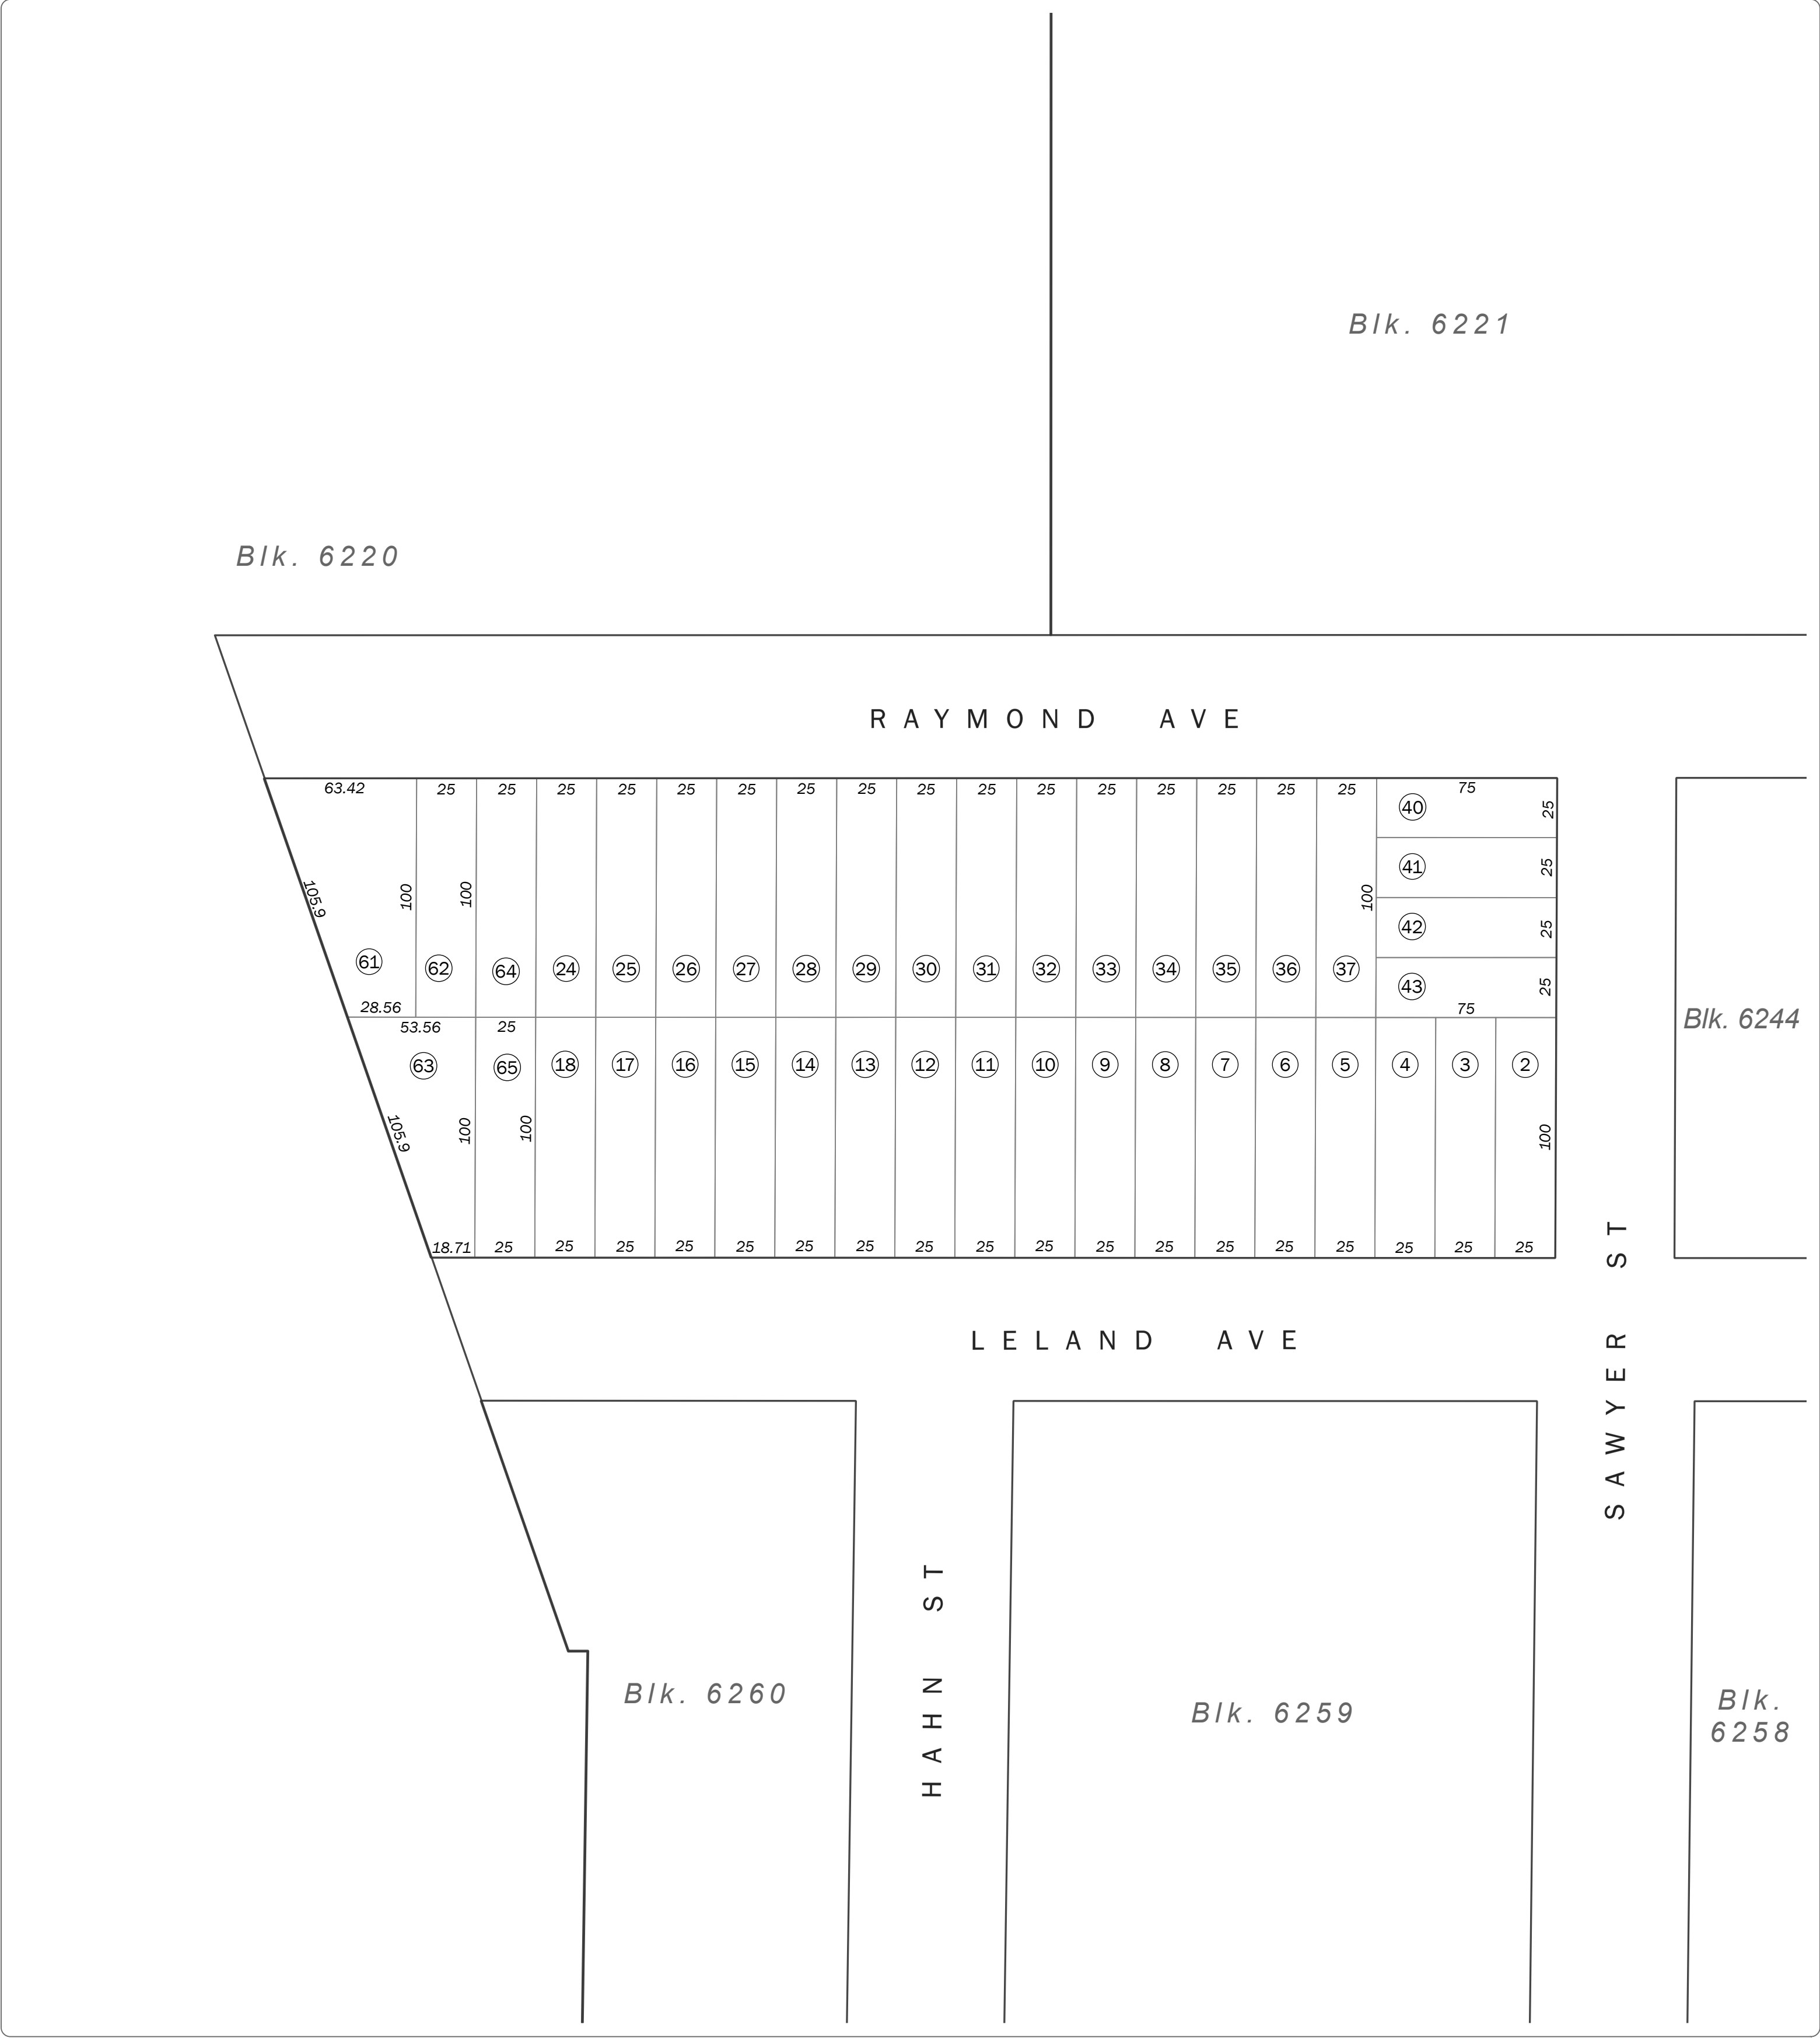 Blk. 6221
Blk. 6220
RAYMOND AVE
63.42 25 25 25 25 25 25 25 25 25 25 25 25 25 25 25 25 75
40 25
41 25
105.9 100 100 100
42 25
61 62 64 24 25 26 27 28 29 30 31 32 33 34 35 36 37
43 25
28.56 75
Blk. 6244
53.56 25
63 65 18 17 16 15 14 13 12 11 10 9 8 7 6 5 4 3 2
105.9 100 100 100
18.71 25 25 25 25 25 25 25 25 25 25 25 25 25 25 25 25 25 25
LELAND AVE
SAWYER ST
HAHN ST
Blk. 6260
Blk. 6259
Blk.
6258